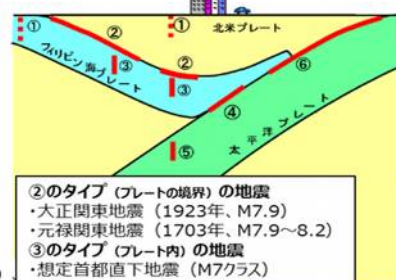 ① ② ① 北米プレート
フィリピン海プレート
③ ② ③ ⑥
④
太平洋プレート
⑤
②のタイプ（プレートの境界）の地震
・大正関東地震（1923年、M7.9）
・元禄関東地震（1703年、M7.9～8.2）
③のタイプ（プレート内）の地震
・想定首都直下地震（M7クラス）